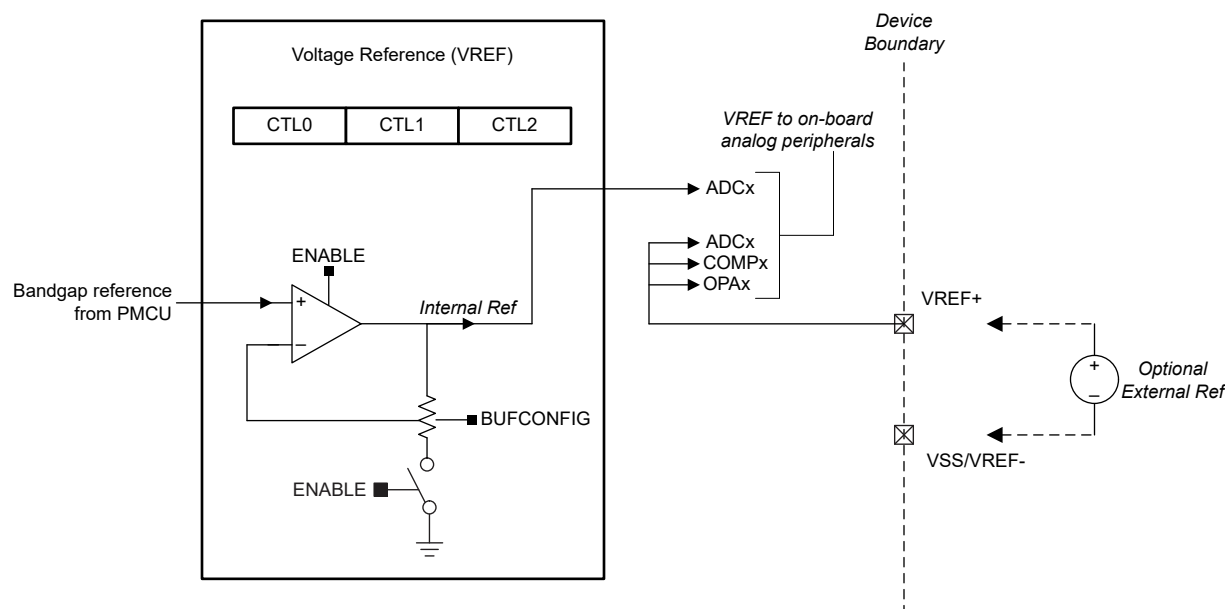 Device
Boundary
Voltage Reference (VREF)
CTL0 CTL1 CTL2
VREF to on-board
analog peripherals
ADCx
ADCx
COMPx
OPAx
ENABLE
Bandgap reference
from PMCU
+
−
Internal Ref
BUFCONFIG
ENABLE
VREF+
+
−
Optional
External Ref
VSS/VREF-